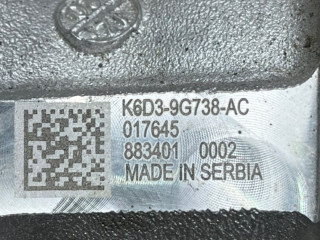 K6D3-9G738-AC
017645
883401 0002
MADE IN SERBIA